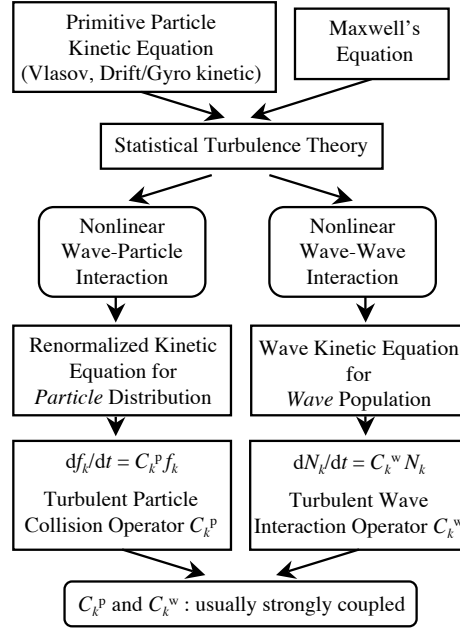 Primitive Particle
Kinetic Equation
(Vlasov, Drift/Gyro kinetic)
Maxwell's
Equation
Statistical Turbulence Theory
Nonlinear
Wave-Particle
Interaction
Nonlinear
Wave-Wave
Interaction
Renormalized Kinetic
Equation for
Particle Distribution
Wave Kinetic Equation
for
Wave Population
df_k/dt = C_k^p f_k
Turbulent Particle
Collision Operator C_k^p
dN_k/dt = C_k^w N_k
Turbulent Wave
Interaction Operator C_k^w
C_k^p and C_k^w : usually strongly coupled